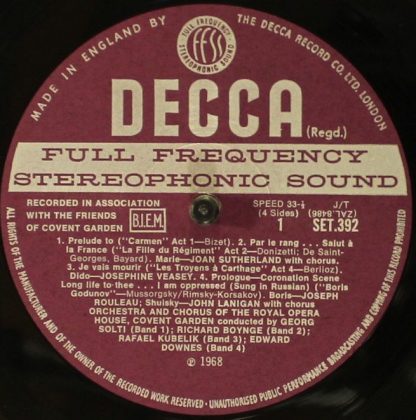 MADE IN ENGLAND BY
THE DECCA RECORD CO., LTD. LONDON
FULL FREQUENCY
FFSS
STEREOPHONIC SOUND
DECCA (Regd.)
FULL FREQUENCY
STEREOPHONIC SOUND
RECORDED IN ASSOCIATION
WITH THE FRIENDS
OF COVENT GARDEN
B.I.E.M.
SPEED 33-⅓ J/T
(4 Sides) (ZAL.8486)
1 SET.392
1. Prelude to ("Carmen" Act 1—Bizet). 2. Par le rang . . . Salut à
la France ("La Fille du Régiment" Act 2—Donizetti; De Saint-
Georges, Bayard). Marie—JOAN SUTHERLAND with chorus.
3. Je vais mourir ("Les Troyens à Carthage" Act 4—Berlioz).
Dido—JOSEPHINE VEASEY. 4. Prologue—Coronation Scene
Long life to thee . . . I am oppressed (Sung in Russian) ("Boris
Godunov"—Mussorgsky/Rimsky-Korsakov). Boris—JOSEPH
ROULEAU; Shuisky—JOHN LANIGAN with chorus
ORCHESTRA AND CHORUS OF THE ROYAL OPERA
HOUSE, COVENT GARDEN conducted by GEORG
SOLTI (Band 1); RICHARD BOYNGE (Band 2);
RAFAEL KUBELIK (Band 3); EDWARD
DOWNES (Band 4)
℗ 1968
ALL RIGHTS OF THE MANUFACTURER AND OF THE OWNER OF THE RECORDED WORK RESERVED · UNAUTHORISED PUBLIC PERFORMANCE BROADCASTING AND COPYING OF THIS RECORD PROHIBITED